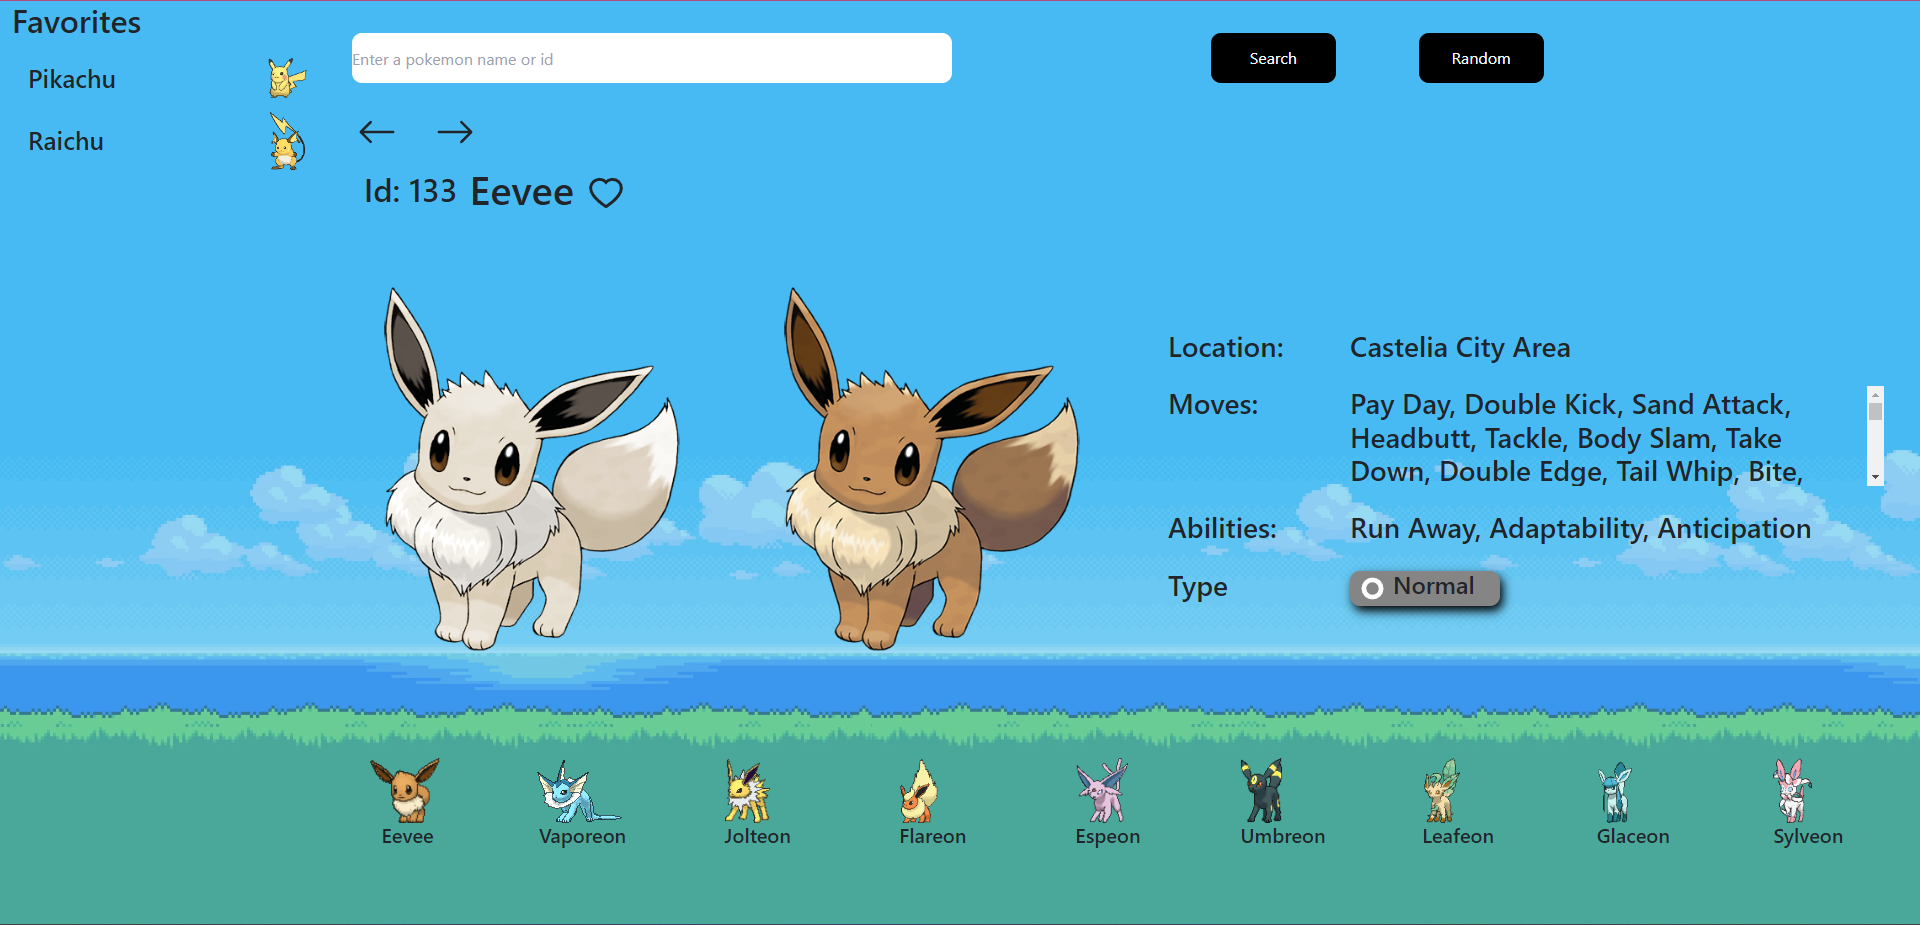 Favorites
Pikachu
Raichu
Enter a pokemon name or id
Search
Random
Id: 133 Eevee
Location: Castelia City Area
Moves: Pay Day, Double Kick, Sand Attack,
Headbutt, Tackle, Body Slam, Take
Down, Double Edge, Tail Whip, Bite,
Abilities: Run Away, Adaptability, Anticipation
Type Normal
Eevee
Vaporeon
Jolteon
Flareon
Espeon
Umbreon
Leafeon
Glaceon
Sylveon